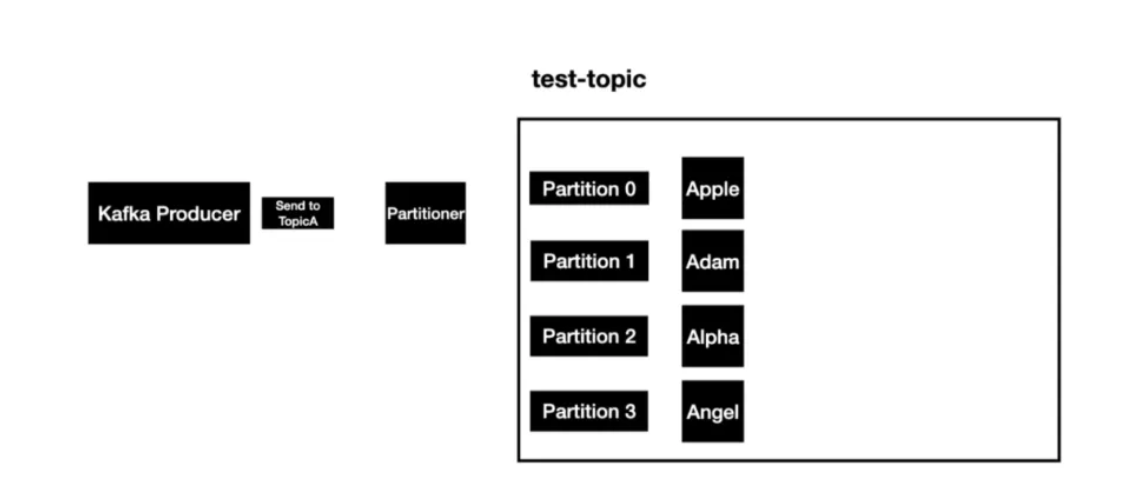 test-topic
Kafka Producer
Send to
TopicA
Partitioner
Partition 0
Apple
Partition 1
Adam
Partition 2
Alpha
Partition 3
Angel